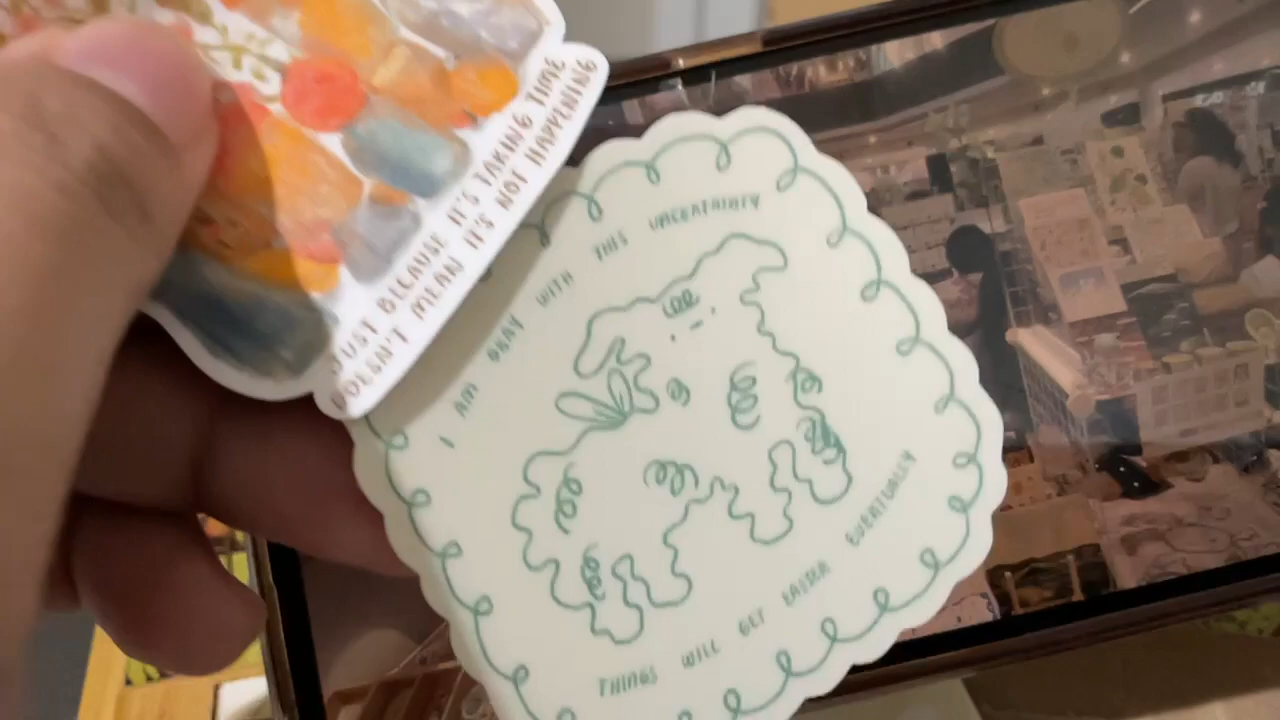 JUST BECAUSE IT'S TAKING TIME
DOESN'T MEAN IT'S NOT HAPPENING
I AM OKAY WITH THIS UNCERTAINTY
THINGS WILL GET EASIER EVENTUALLY